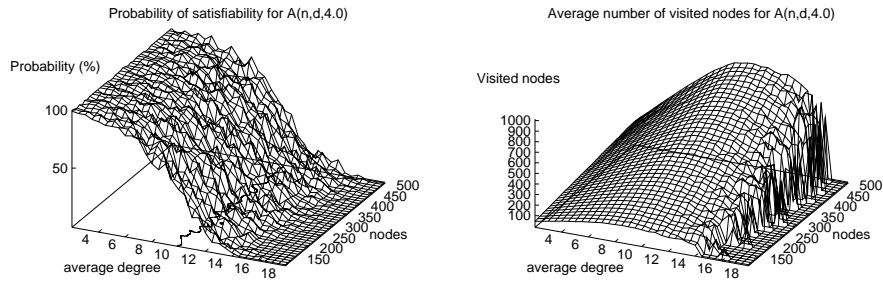 Probability of satisfiability for A(n,d,4.0)
Probability (%)
100
50
4 6 8 10 12 14 16 18
average degree
150 200 250 300 350 400 450 500
nodes
Average number of visited nodes for A(n,d,4.0)
Visited nodes
1000
900
800
700
600
500
400
300
200
100
4 6 8 10 12 14 16 18
average degree
150 200 250 300 350 400 450 500
nodes